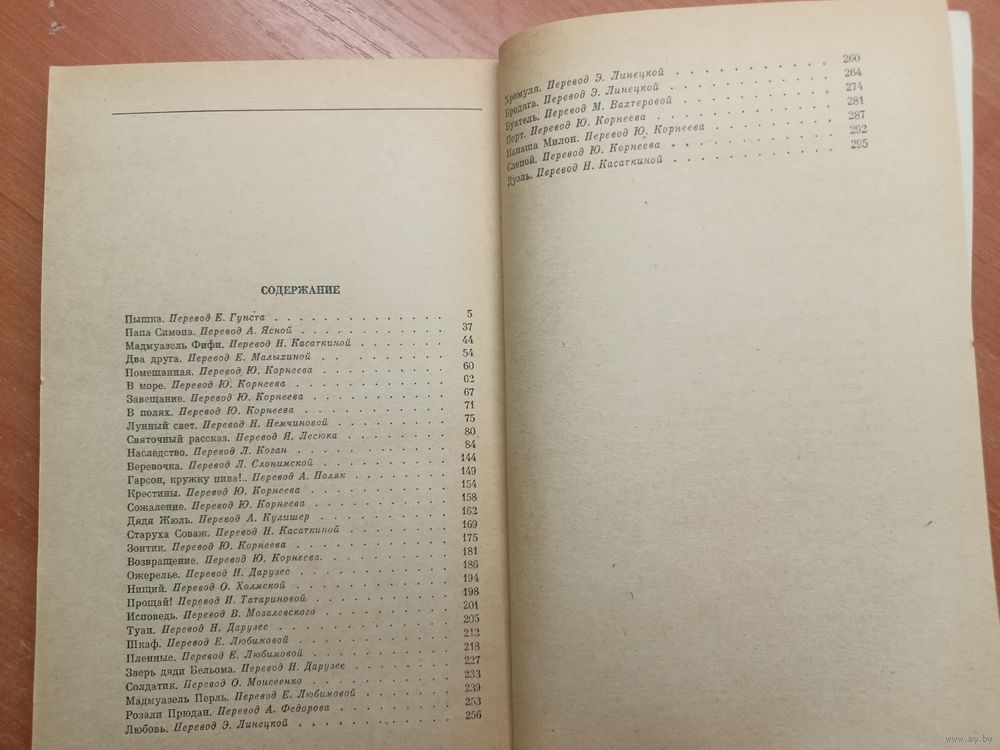 СОДЕРЖАНИЕ
Пышка. Перевод Е. Гунста . . . . . . . . . . . . . 5
Папа Симона. Перевод А. Ясной . . . . . . . . . . . 37
Мадмуазель Фифи. Перевод Н. Касаткиной . . . . . . . 44
Два друга. Перевод Е. Малыхиной . . . . . . . . . . 54
Помешанная. Перевод Ю. Корнеева . . . . . . . . . . 60
В море. Перевод Ю. Корнеева . . . . . . . . . . . . 62
Завещание. Перевод Ю. Корнеева . . . . . . . . . . . 67
В полях. Перевод Ю. Корнеева . . . . . . . . . . . 71
Лунный свет. Перевод Н. Немчиновой . . . . . . . . . 75
Святочный рассказ. Перевод Я. Лесюка . . . . . . . . 80
Наследство. Перевод Л. Коган . . . . . . . . . . . 84
Веревочка. Перевод Л. Слонимской . . . . . . . . . . 144
Гарсон, кружку пива!.. Перевод А. Поляк . . . . . . . 149
Крестины. Перевод Ю. Корнеева . . . . . . . . . . . 154
Сожаление. Перевод Ю. Корнеева . . . . . . . . . . . 158
Дядя Жюль. Перевод А. Кулишер . . . . . . . . . . . 162
Старуха Соваж. Перевод Н. Касаткиной . . . . . . . . 169
Зонтик. Перевод Ю. Корнеева . . . . . . . . . . . . 175
Возвращение. Перевод Ю. Корнеева. . . . . . . . . . 181
Ожерелье. Перевод Н. Дарузес . . . . . . . . . . . 186
Нищий. Перевод О. Холмской . . . . . . . . . . . . 194
Прощай! Перевод И. Татариновой . . . . . . . . . . . 198
Исповедь. Перевод В. Мозалевского . . . . . . . . . 201
Туан. Перевод Н. Дарузес . . . . . . . . . . . . . 205
Шкаф. Перевод Е. Любимовой . . . . . . . . . . . . 212
Пленные. Перевод Е. Любимовой . . . . . . . . . . . 218
Зверь дяди Бельома. Перевод Н. Дарузес . . . . . . . 227
Солдатик. Перевод О. Моисеенко . . . . . . . . . . . 233
Мадмуазель Перль. Перевод Е. Любимовой . . . . . . . 239
Розали Прюдан. Перевод А. Федорова . . . . . . . . . 253
Любовь. Перевод Э. Линецкой . . . . . . . . . . . . 256
Хромуля. Перевод Э. Линецкой . . . . . . . . . . 260
Бродяга. Перевод Э. Линецкой . . . . . . . . . . 264
Буатель. Перевод М. Вахтеровой . . . . . . . . . . 274
Порт. Перевод Ю. Корнеева . . . . . . . . . . . . 281
Папаша Милон. Перевод Ю. Корнеева . . . . . . . . 287
Слепой. Перевод Ю. Корнеева . . . . . . . . . . . 292
Дуэль. Перевод Н. Касаткиной . . . . . . . . . . 295
www.ay.by